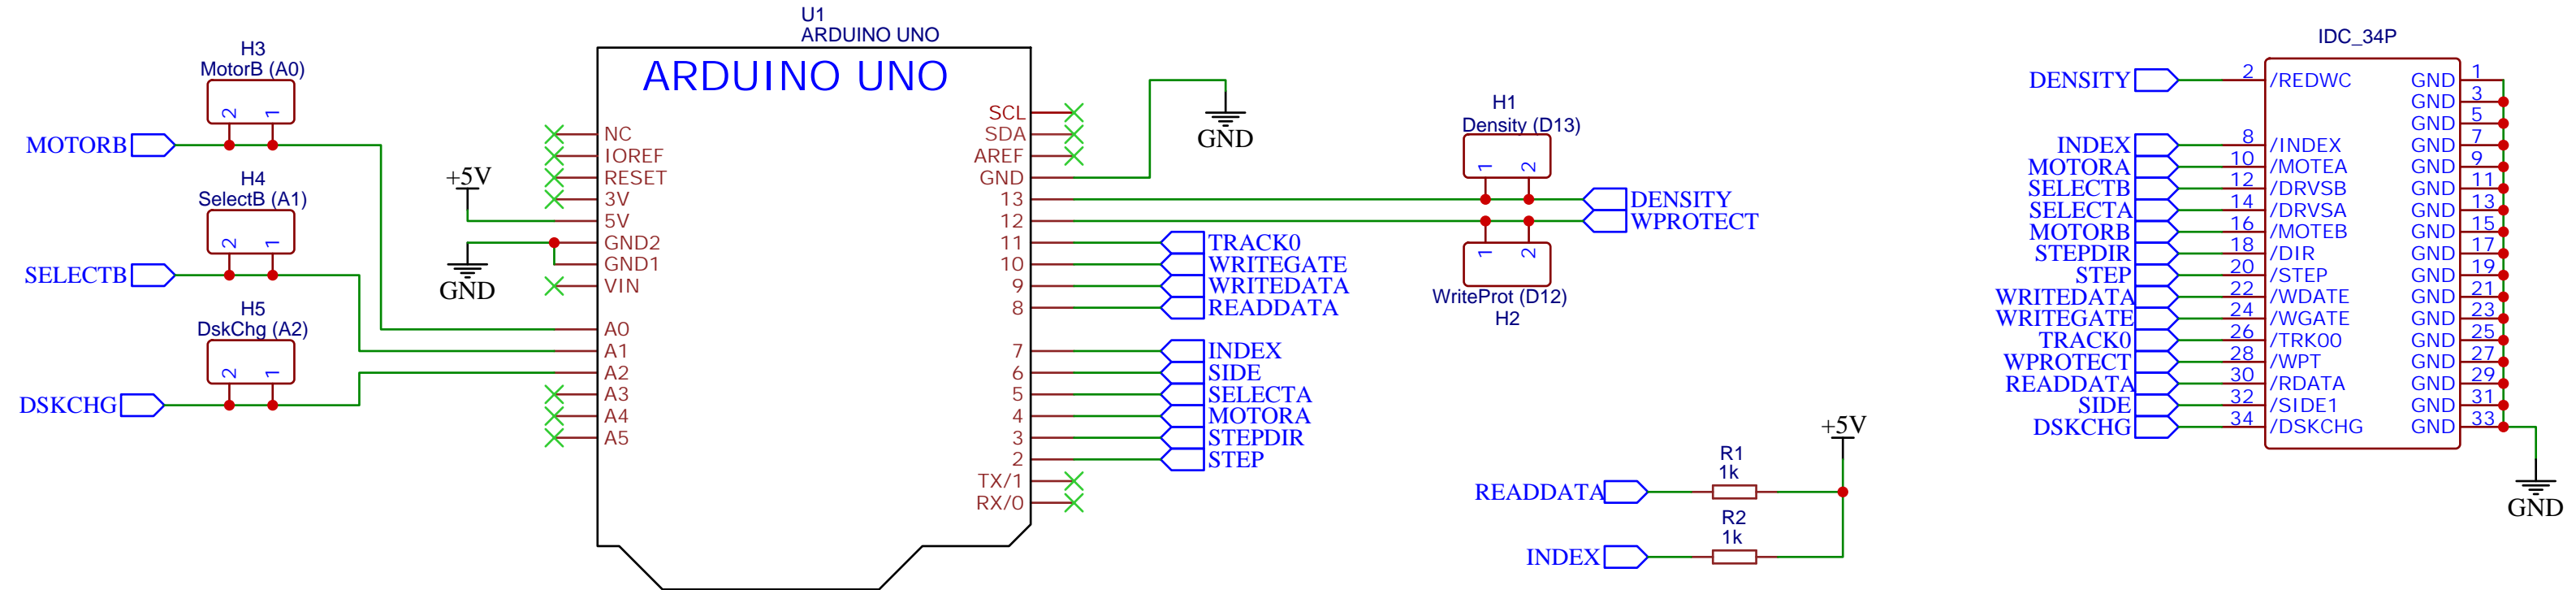 U1
ARDUINO UNO
ARDUINO UNO
H3
MotorB (A0)
2 1
MOTORB
H4
SelectB (A1)
2 1
SELECTB
H5
DskChg (A2)
2 1
DSKCHG
+5V
GND
NC
IOREF
RESET
3V
5V
GND2
GND1
VIN
A0
A1
A2
A3
A4
A5
SCL
SDA
AREF
GND
13
12
11 TRACK0
10 WRITEGATE
9 WRITEDATA
8 READDATA
7 INDEX
6 SIDE
5 SELECTA
4 MOTORA
3 STEPDIR
2 STEP
TX/1
RX/0
GND
H1
Density (D13)
1 2
DENSITY
WPROTECT
1 2
WriteProt (D12)
H2
+5V
R1
1k
READDATA
R2
1k
INDEX
IDC_34P
DENSITY 2 /REDWC GND 1
GND 3
GND 5
INDEX 8 /INDEX GND 7
MOTORA 10 /MOTEA GND 9
SELECTB 12 /DRVSB GND 11
SELECTA 14 /DRVSA GND 13
MOTORB 16 /MOTEB GND 15
STEPDIR 18 /DIR GND 17
STEP 20 /STEP GND 19
WRITEDATA 22 /WDATE GND 21
WRITEGATE 24 /WGATE GND 23
TRACK0 26 /TRK00 GND 25
WPROTECT 28 /WPT GND 27
READDATA 30 /RDATA GND 29
SIDE 32 /SIDE1 GND 31
DSKCHG 34 /DSKCHG GND 33
GND